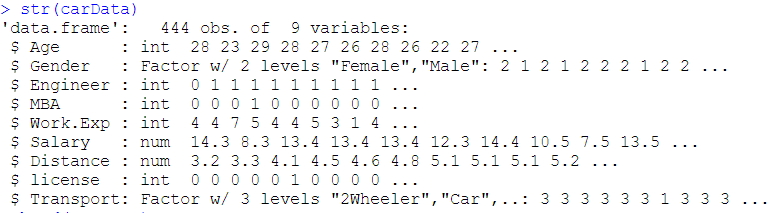 > str(carData)
'data.frame':   444 obs. of  9 variables:
 $ Age      : int  28 23 29 28 27 26 28 26 22 27 ...
 $ Gender   : Factor w/ 2 levels "Female","Male": 2 1 2 1 2 2 2 1 2 2 ...
 $ Engineer : int  0 1 1 1 1 1 1 1 1 1 ...
 $ MBA      : int  0 0 0 1 0 0 0 0 0 0 ...
 $ Work.Exp : int  4 4 7 5 4 4 5 3 1 4 ...
 $ Salary   : num  14.3 8.3 13.4 13.4 13.4 12.3 14.4 10.5 7.5 13.5 ...
 $ Distance : num  3.2 3.3 4.1 4.5 4.6 4.8 5.1 5.1 5.1 5.2 ...
 $ license  : int  0 0 0 0 0 1 0 0 0 0 ...
 $ Transport: Factor w/ 3 levels "2Wheeler","Car",..: 3 3 3 3 3 3 1 3 3 3 ...